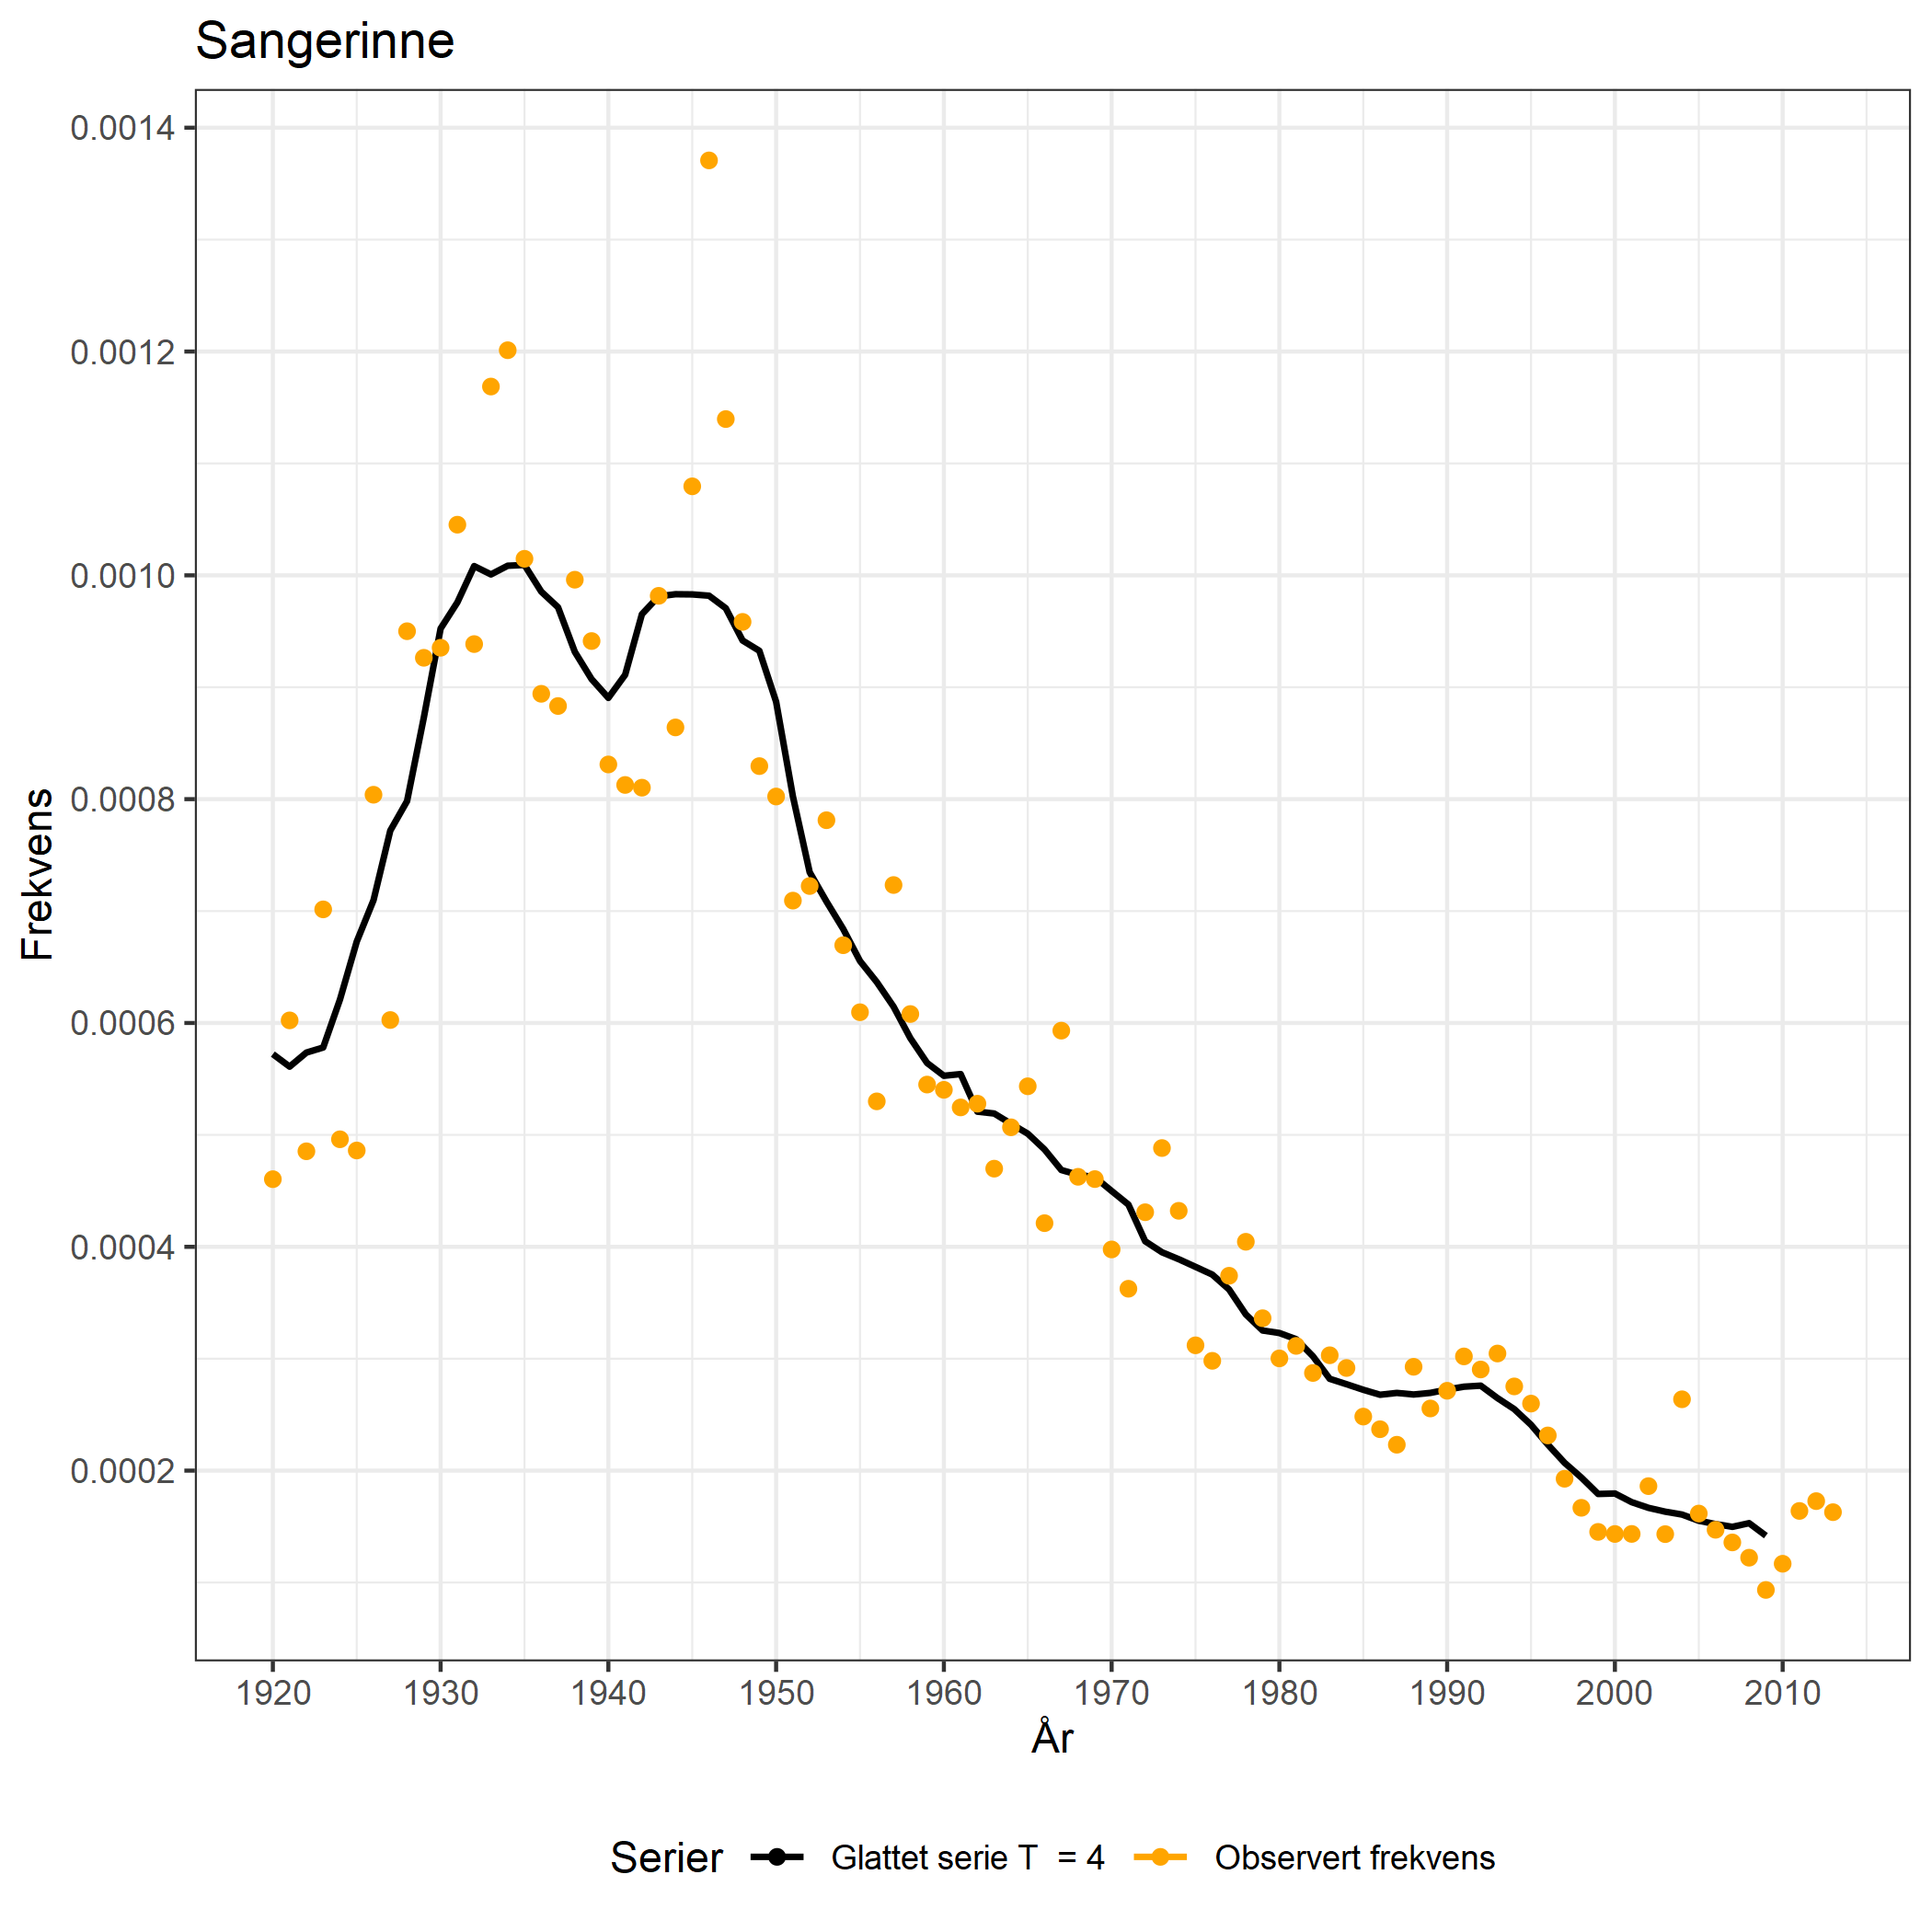 Sangerinne
0.0014
0.0012
0.0010
0.0008
0.0006
0.0004
0.0002
Frekvens
1920 1930 1940 1950 1960 1970 1980 1990 2000 2010
År
Serier Glattet serie T = 4 Observert frekvens